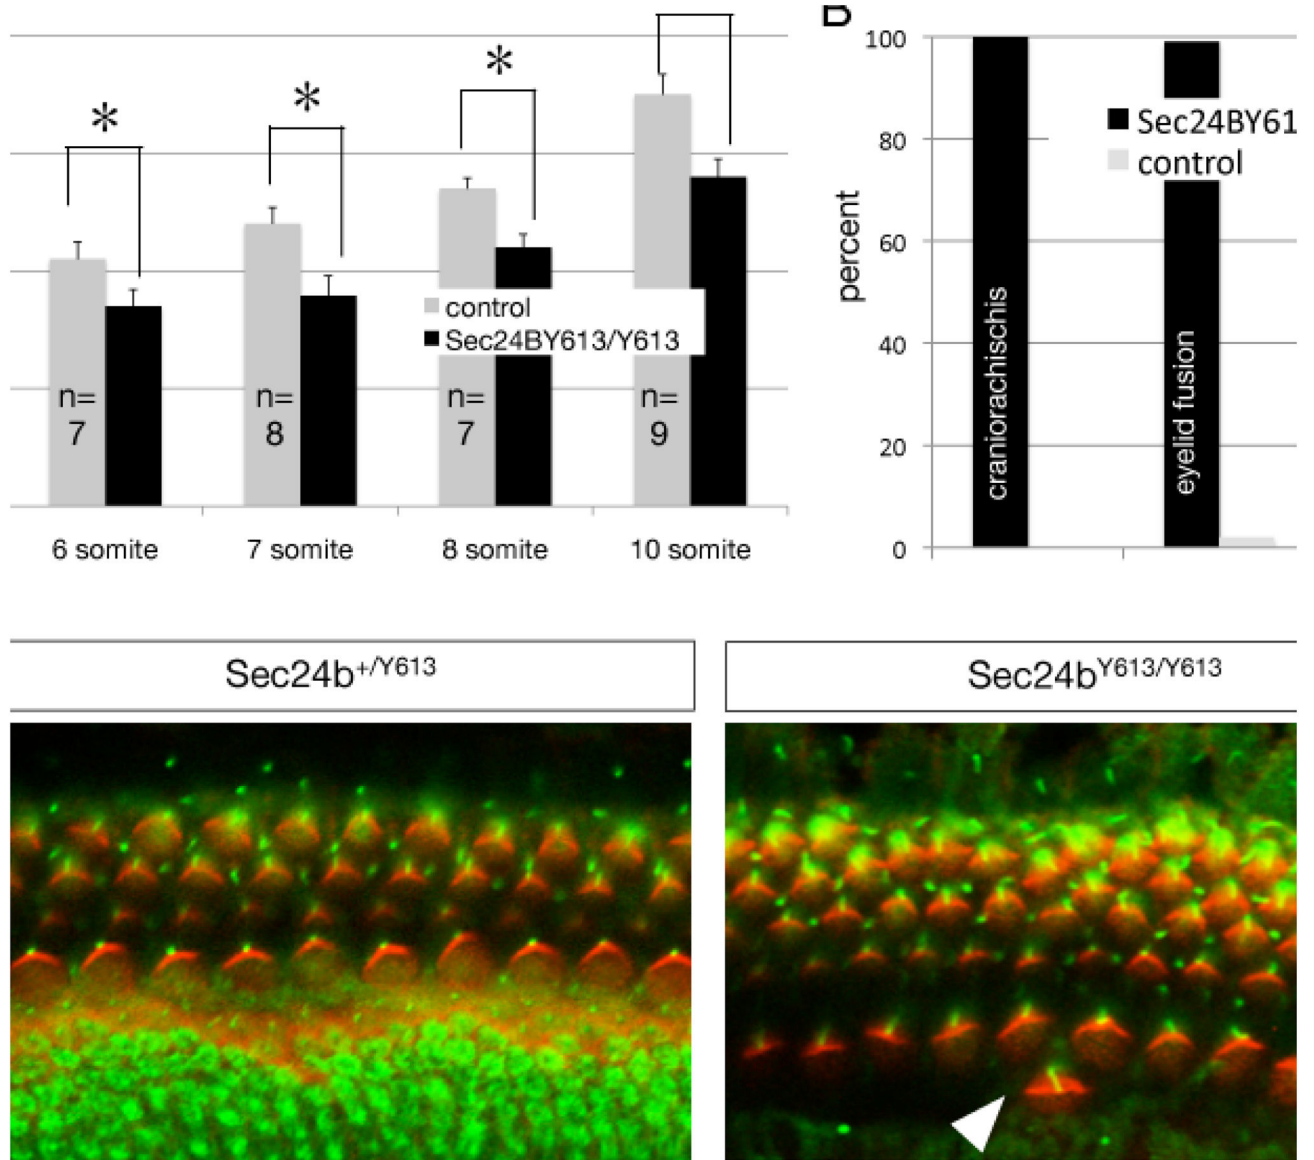 *
*
*
control
Sec24BY613/Y613
n=
7
n=
8
n=
7
n=
9
6 somite
7 somite
8 somite
10 somite
B
percent
100
80
60
40
20
0
Sec24BY61
control
craniorachischis
eyelid fusion
Sec24b+/Y613
Sec24bY613/Y613